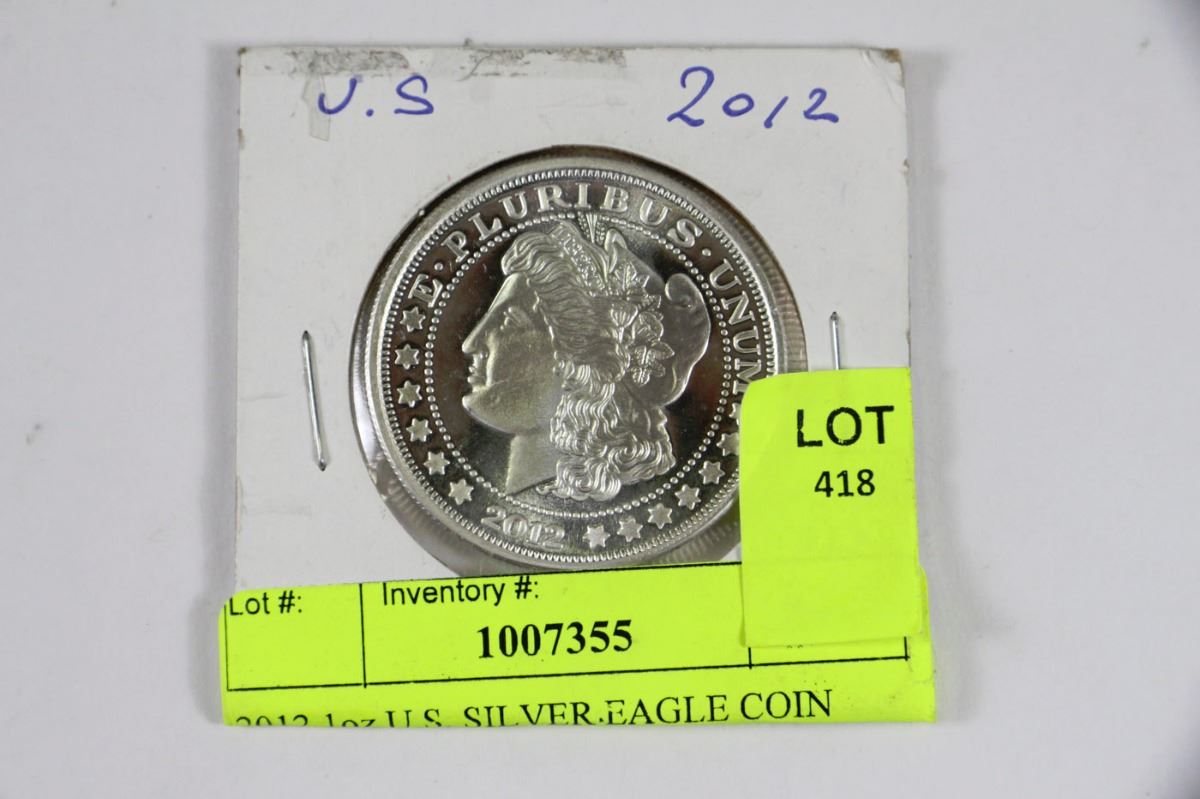 U.S 2012
E · PLURIBUS · UNUM
2012
LOT
418
Lot #: Inventory #:
1007355
2012 1oz U.S. SILVER EAGLE COIN